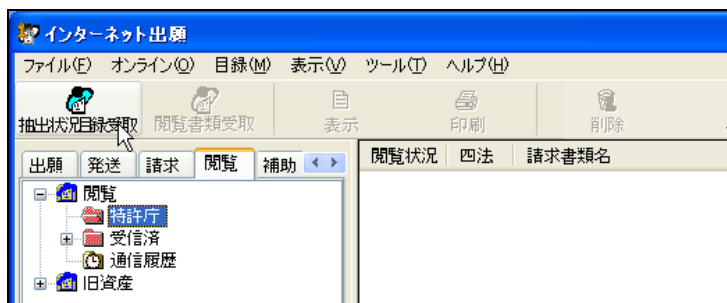 インターネット出願
ファイル(F) オンライン(O) 目録(M) 表示(V) ツール(T) ヘルプ(H)
抽出状況目録受取 閲覧書類受取 表示 印刷 削除
出願 発送 請求 閲覧 補助 閲覧状況 四法 請求書類名
閲覧
特許庁
受信済
通信履歴
旧資産